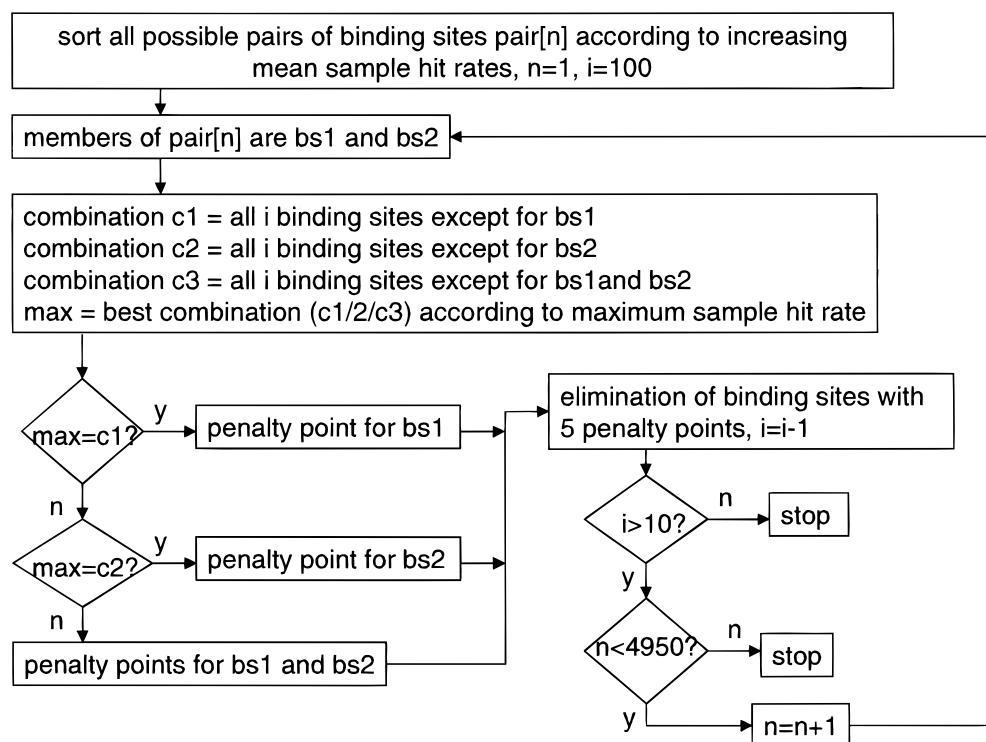 sort all possible pairs of binding sites pair[n] according to increasing
mean sample hit rates, n=1, i=100
members of pair[n] are bs1 and bs2
combination c1 = all i binding sites except for bs1
combination c2 = all i binding sites except for bs2
combination c3 = all i binding sites except for bs1and bs2
max = best combination (c1/2/c3) according to maximum sample hit rate
max=c1?
y
penalty point for bs1
n
max=c2?
y
penalty point for bs2
n
penalty points for bs1 and bs2
elimination of binding sites with
5 penalty points, i=i-1
i>10?
n
stop
y
n<4950?
n
stop
y
n=n+1